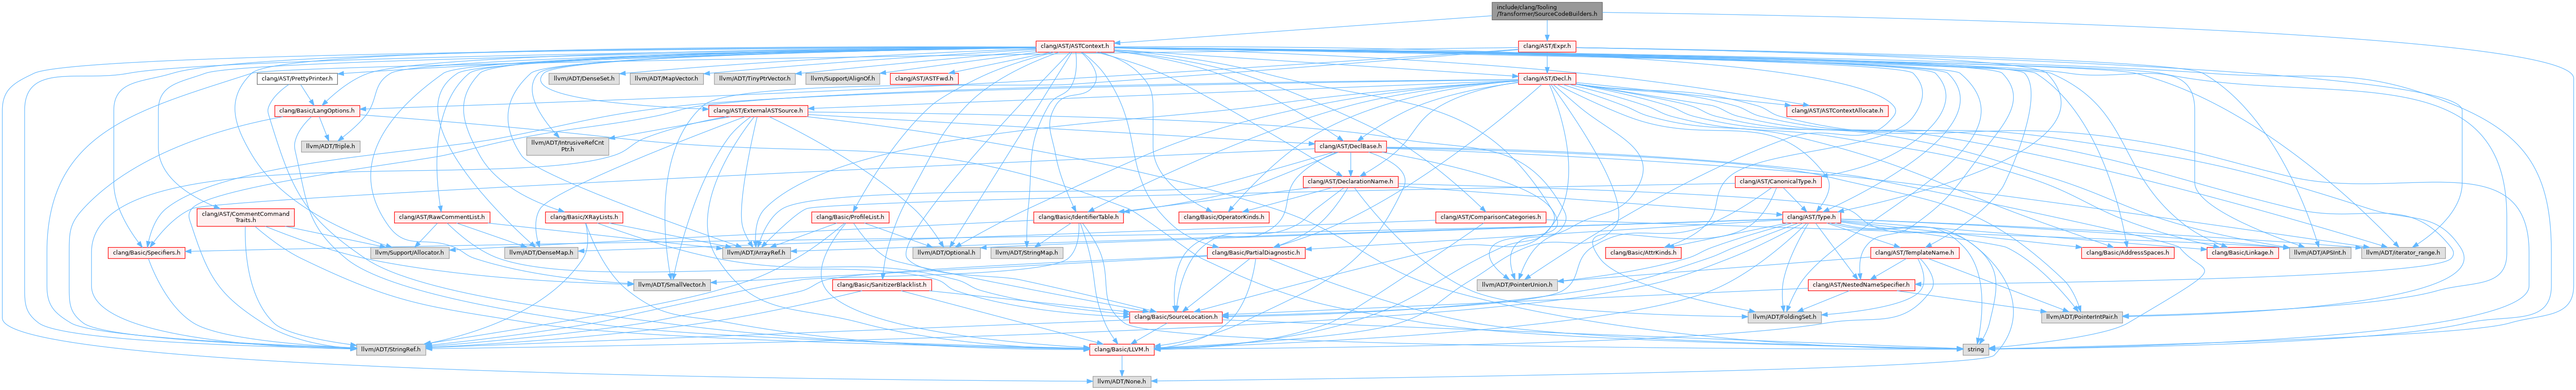 include/clang/Tooling
/Transformer/SourceCodeBuilders.h
clang/AST/ASTContext.h
clang/AST/Expr.h
clang/AST/PrettyPrinter.h
llvm/ADT/DenseSet.h
llvm/ADT/MapVector.h
llvm/ADT/TinyPtrVector.h
llvm/Support/AlignOf.h
clang/AST/ASTFwd.h
clang/AST/Decl.h
clang/Basic/LangOptions.h
clang/AST/ExternalASTSource.h
clang/AST/ASTContextAllocate.h
llvm/ADT/Triple.h
llvm/ADT/IntrusiveRefCnt
Ptr.h
clang/AST/DeclBase.h
clang/AST/DeclarationName.h
clang/AST/CanonicalType.h
clang/AST/CommentCommand
Traits.h
clang/AST/RawCommentList.h
clang/Basic/XRayLists.h
clang/Basic/ProfileList.h
clang/Basic/IdentifierTable.h
clang/Basic/OperatorKinds.h
clang/AST/ComparisonCategories.h
clang/AST/Type.h
clang/Basic/Specifiers.h
llvm/Support/Allocator.h
llvm/ADT/DenseMap.h
llvm/ADT/ArrayRef.h
llvm/ADT/Optional.h
llvm/ADT/StringMap.h
clang/Basic/PartialDiagnostic.h
clang/Basic/AttrKinds.h
clang/AST/TemplateName.h
clang/Basic/AddressSpaces.h
clang/Basic/Linkage.h
llvm/ADT/APSInt.h
llvm/ADT/iterator_range.h
llvm/ADT/SmallVector.h
clang/Basic/SanitizerBlacklist.h
llvm/ADT/PointerUnion.h
clang/AST/NestedNameSpecifier.h
clang/Basic/SourceLocation.h
llvm/ADT/FoldingSet.h
llvm/ADT/PointerIntPair.h
llvm/ADT/StringRef.h
clang/Basic/LLVM.h
string
llvm/ADT/None.h